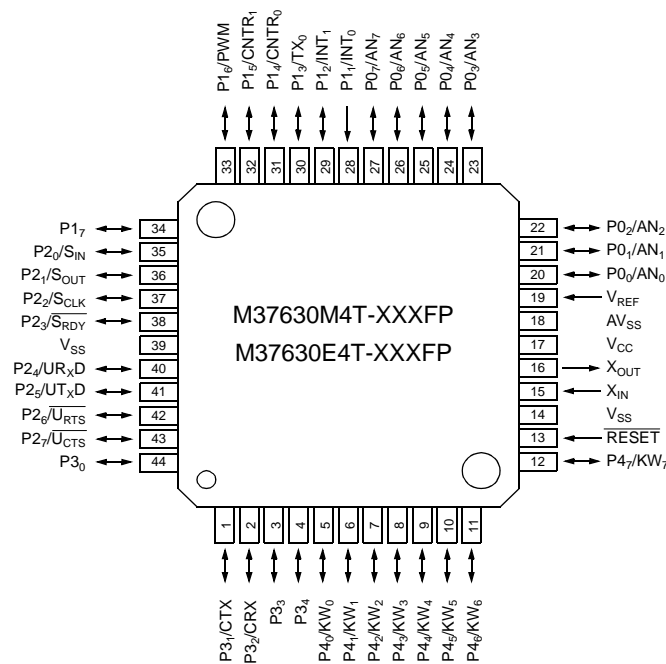 P1₆/PWM
P1₅/CNTR₁
P1₄/CNTR₀
P1₃/TX₀
P1₂/INT₁
P1₁/INT₀
P0₇/AN₇
P0₆/AN₆
P0₅/AN₅
P0₄/AN₄
P0₃/AN₃
33
32
31
30
29
28
27
26
25
24
23
P1₇ 34
P2₀/S_IN 35
P2₁/S_OUT 36
P2₂/S_CLK 37
P2₃/S̅_R̅D̅Y̅ 38
V_SS 39
P2₄/UR_XD 40
P2₅/UT_XD 41
P2₆/U̅_R̅T̅S̅ 42
P2₇/U̅_C̅T̅S̅ 43
P3₀ 44
M37630M4T-XXXFP
M37630E4T-XXXFP
22 P0₂/AN₂
21 P0₁/AN₁
20 P0₀/AN₀
19 V_REF
18 AV_SS
17 V_CC
16 X_OUT
15 X_IN
14 V_SS
13 R̅E̅S̅E̅T̅
12 P4₇/KW₇
1
2
3
4
5
6
7
8
9
10
11
P3₁/CTX
P3₂/CRX
P3₃
P3₄
P4₀/KW₀
P4₁/KW₁
P4₂/KW₂
P4₃/KW₃
P4₄/KW₄
P4₅/KW₅
P4₆/KW₆